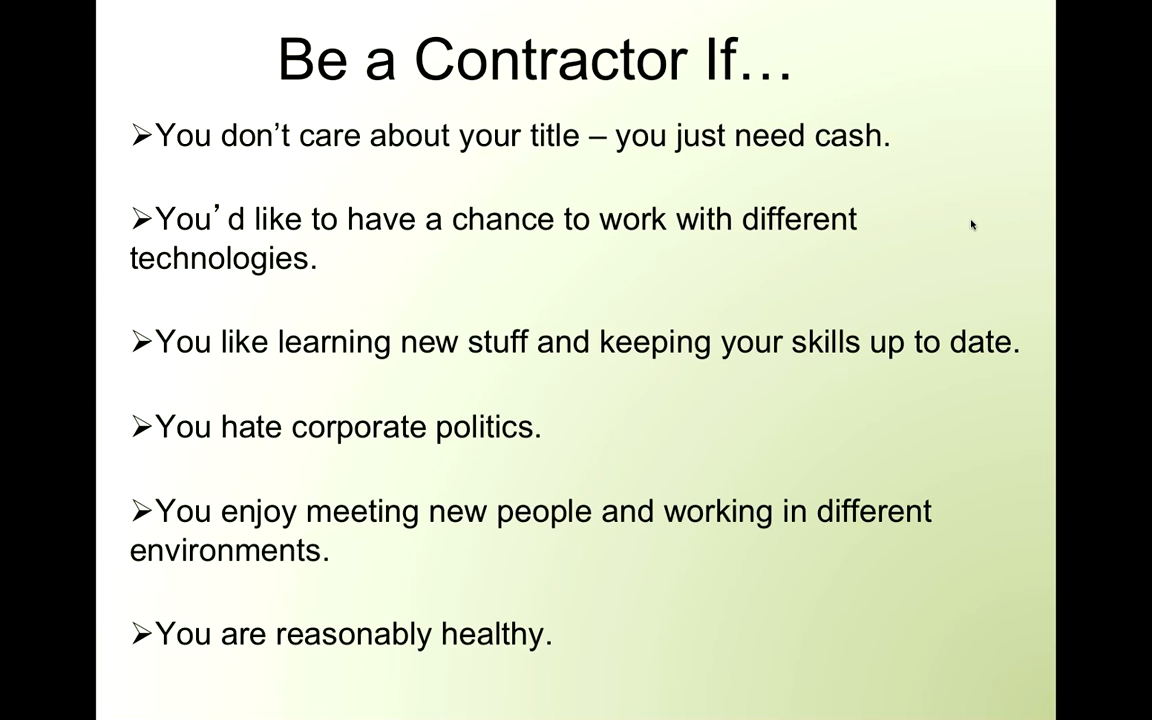 Be a Contractor If…
➢You don’t care about your title – you just need cash.
➢You’d like to have a chance to work with different
technologies.
➢You like learning new stuff and keeping your skills up to date.
➢You hate corporate politics.
➢You enjoy meeting new people and working in different
environments.
➢You are reasonably healthy.